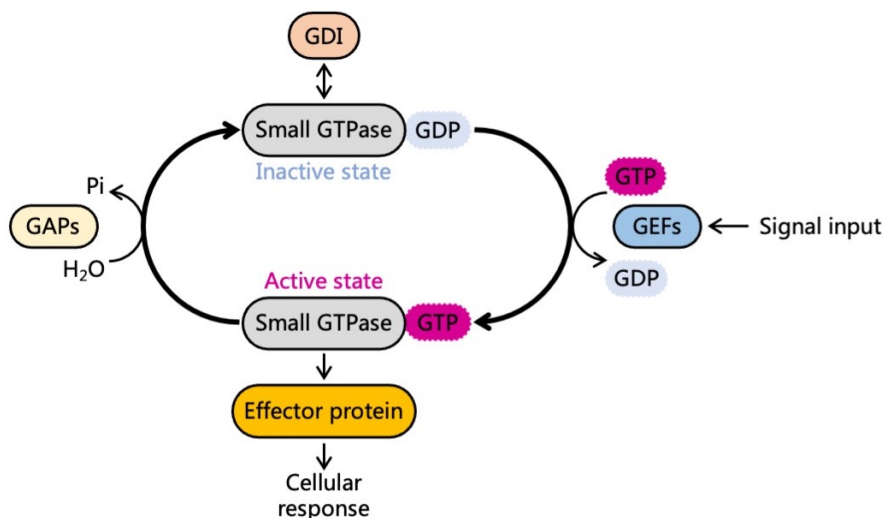 GDI
Small GTPase
GDP
Inactive state
Pi
GAPs
H₂O
GTP
GEFs
Signal input
GDP
Active state
Small GTPase
GTP
Effector protein
Cellular
response